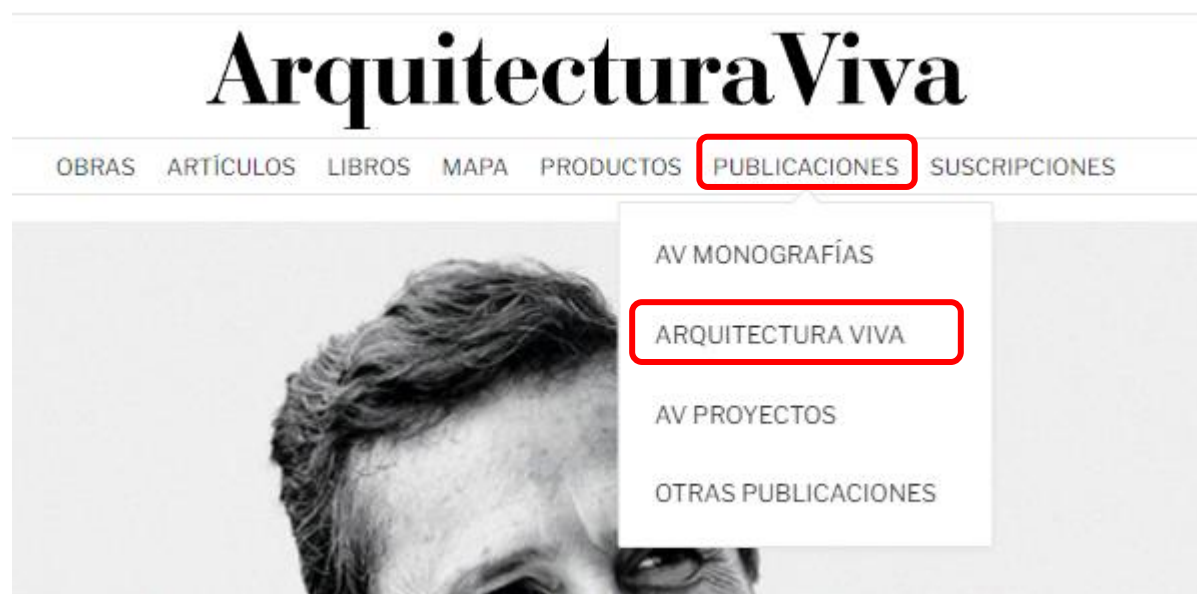 ArquitecturaViva
OBRAS ARTÍCULOS LIBROS MAPA PRODUCTOS PUBLICACIONES SUSCRIPCIONES
AV MONOGRAFÍAS
ARQUITECTURA VIVA
AV PROYECTOS
OTRAS PUBLICACIONES